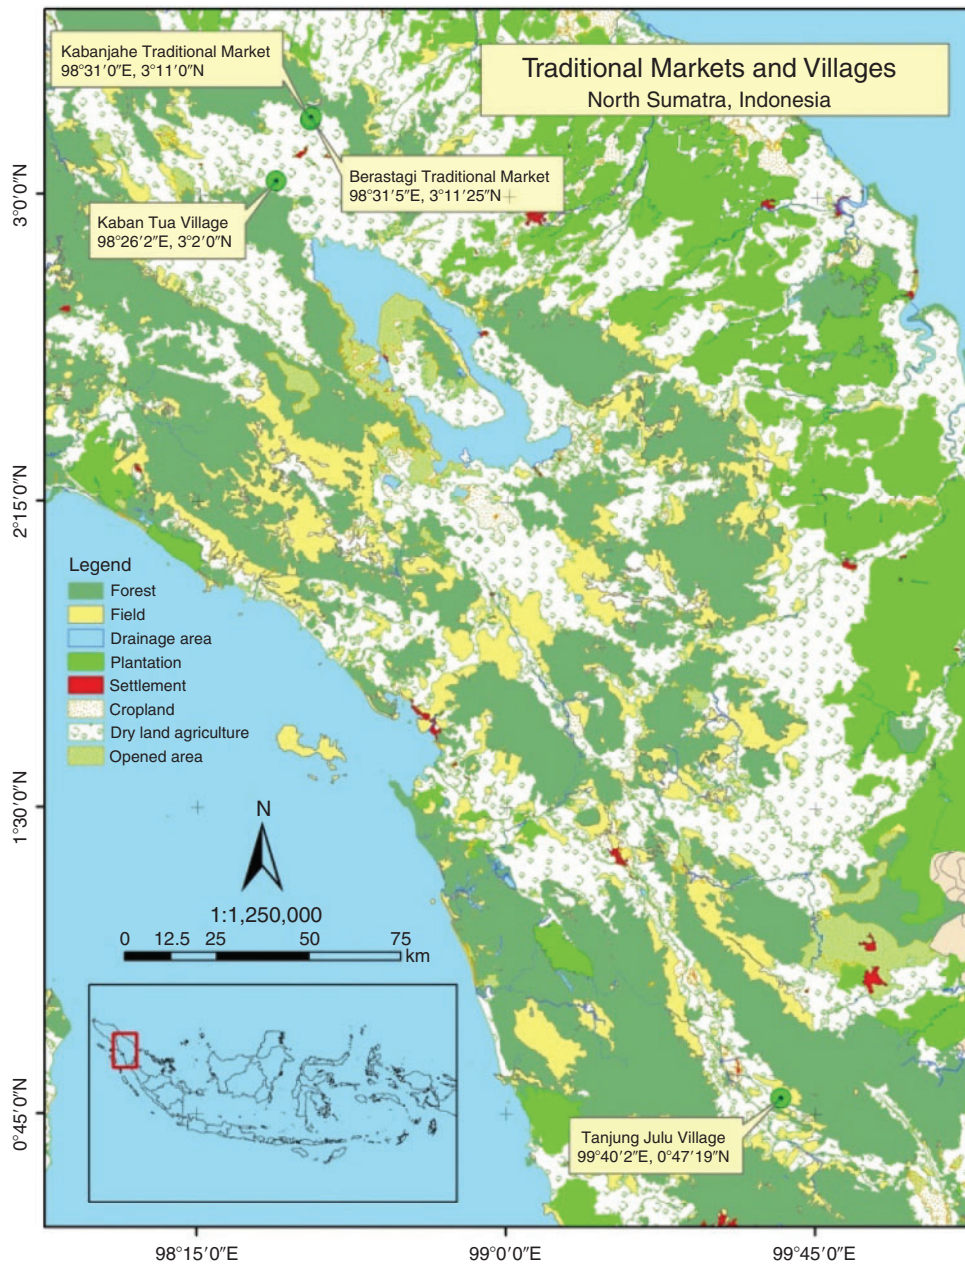 Traditional Markets and Villages
North Sumatra, Indonesia
Kabanjahe Traditional Market
98°31′0″E, 3°11′0″N
Berastagi Traditional Market
98°31′5″E, 3°11′25″N
Kaban Tua Village
98°26′2″E, 3°2′0″N
3°0′0″N
2°15′0″N
1°30′0″N
0°45′0″N
Legend
Forest
Field
Drainage area
Plantation
Settlement
Cropland
Dry land agriculture
Opened area
N
1:1,250,000
0 12.5 25 50 75
km
Tanjung Julu Village
99°40′2″E, 0°47′19″N
98°15′0″E 99°0′0″E 99°45′0″E